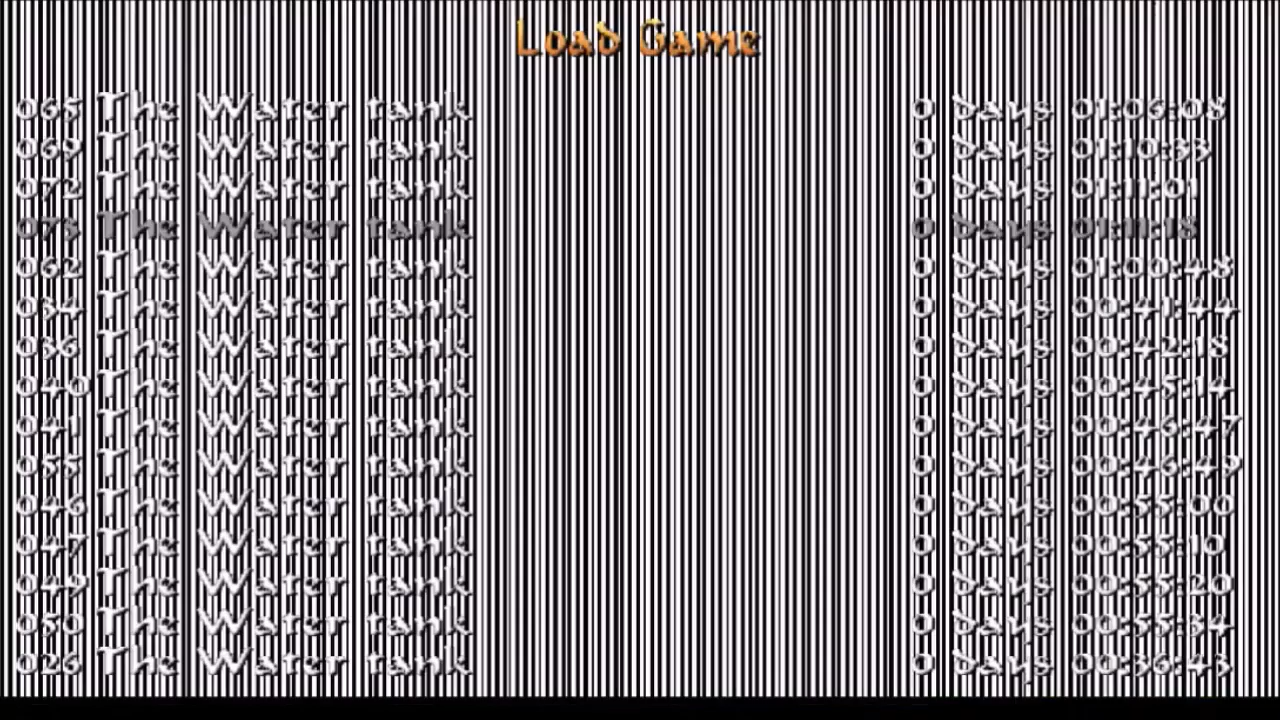 Load Game
065 The Water tank 0 days 01:06:08
069 The Water tank 0 days 01:10:33
072 The Water tank 0 days 01:11:01
073 The Water tank 0 days 01:11:18
062 The Water tank 0 days 01:00:48
034 The Water tank 0 days 00:41:44
036 The Water tank 0 days 00:42:18
040 The Water tank 0 days 00:45:14
041 The Water tank 0 days 00:46:47
055 The Water tank 0 days 00:46:49
046 The Water tank 0 days 00:55:00
047 The Water tank 0 days 00:55:10
049 The Water tank 0 days 00:55:20
050 The Water tank 0 days 00:55:34
026 The Water tank 0 days 00:36:43